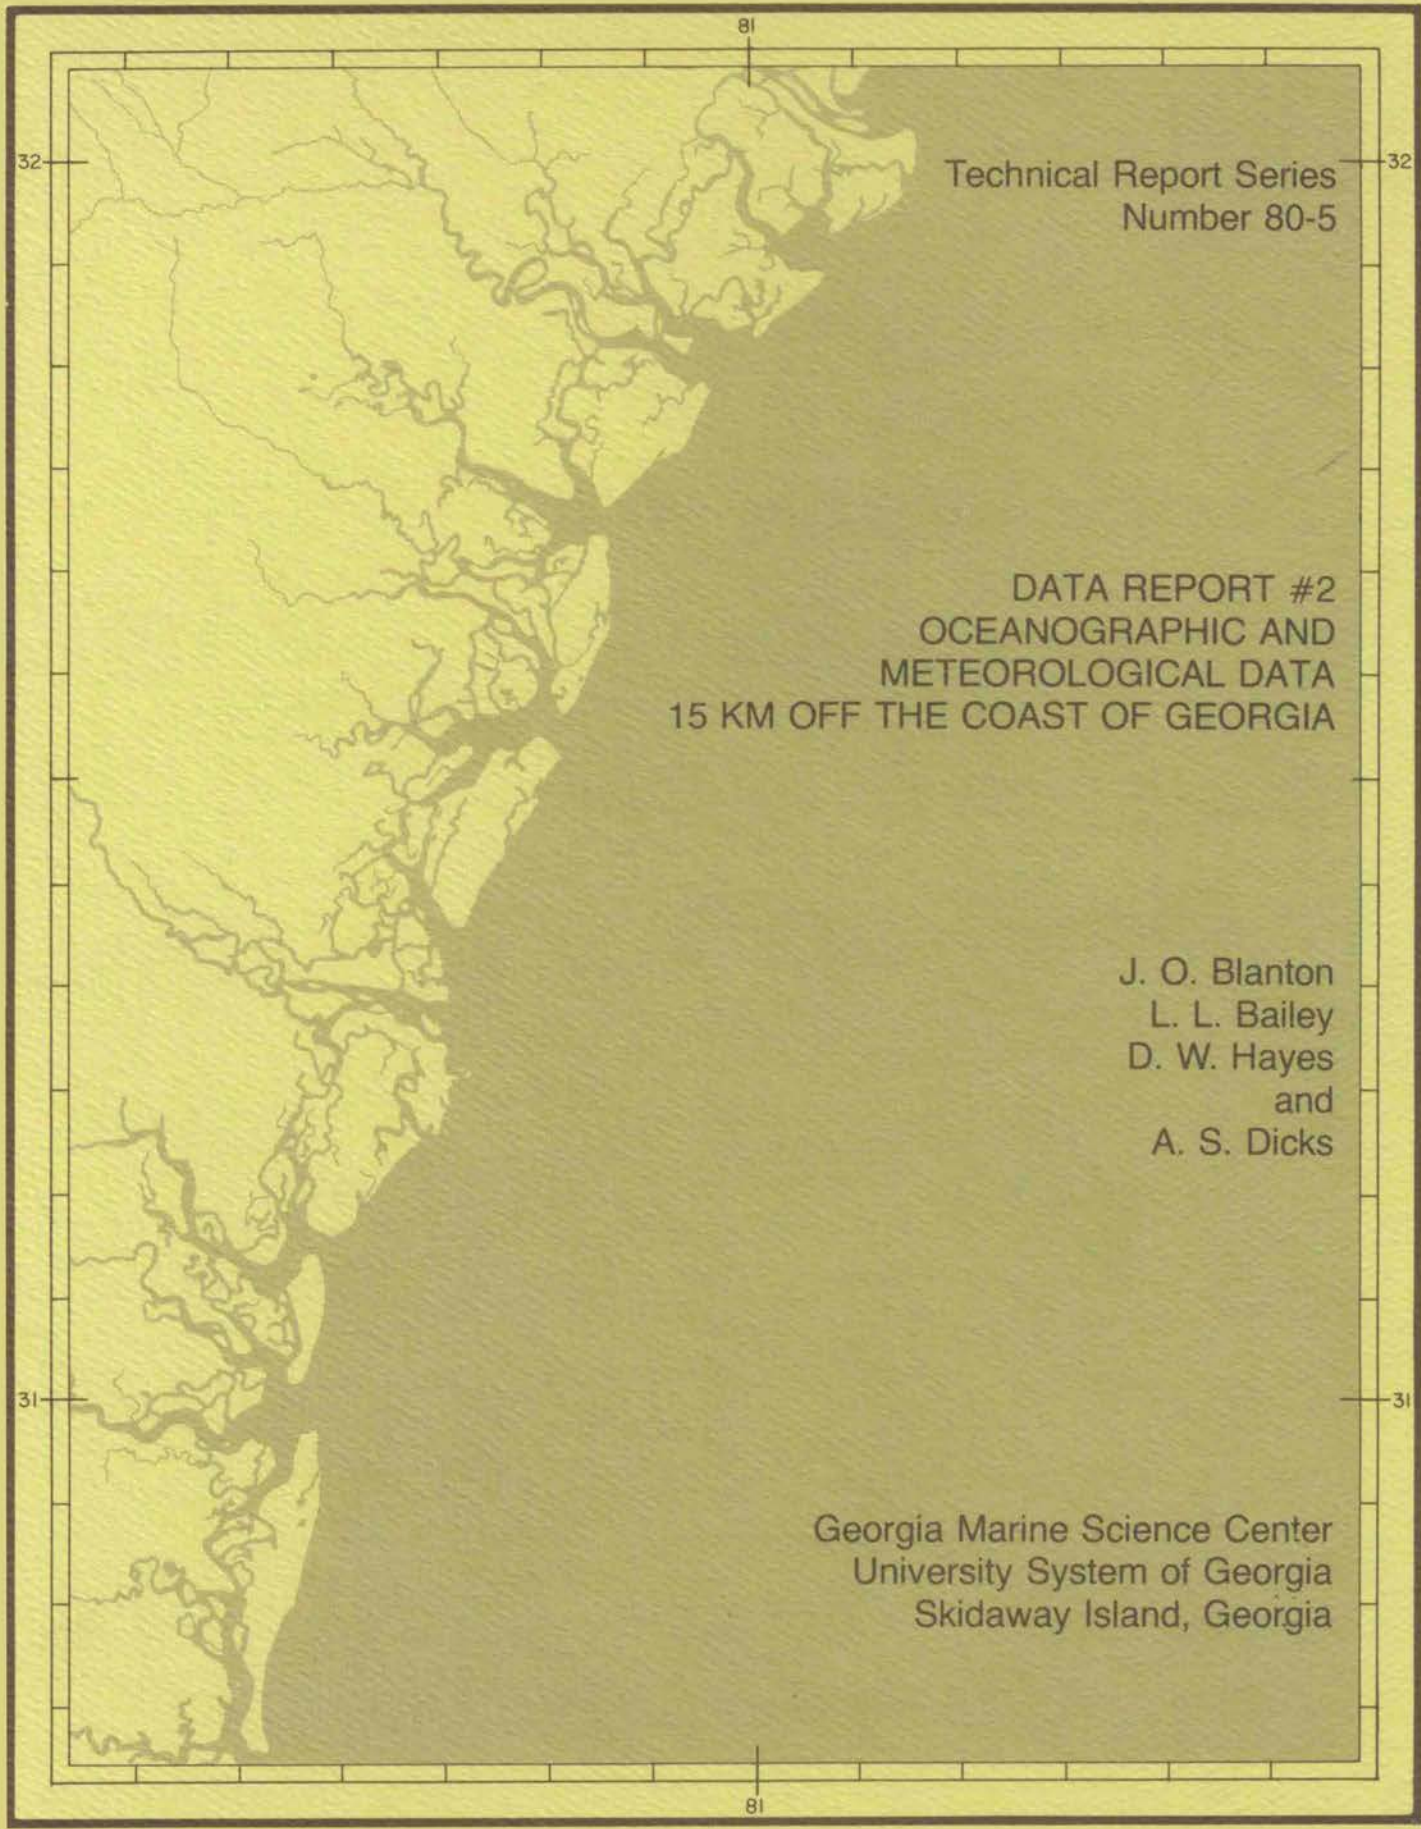 81
32
32
Technical Report Series
Number 80-5
DATA REPORT #2
OCEANOGRAPHIC AND
METEOROLOGICAL DATA
15 KM OFF THE COAST OF GEORGIA
J. O. Blanton
L. L. Bailey
D. W. Hayes
and
A. S. Dicks
31
31
Georgia Marine Science Center
University System of Georgia
Skidaway Island, Georgia
81